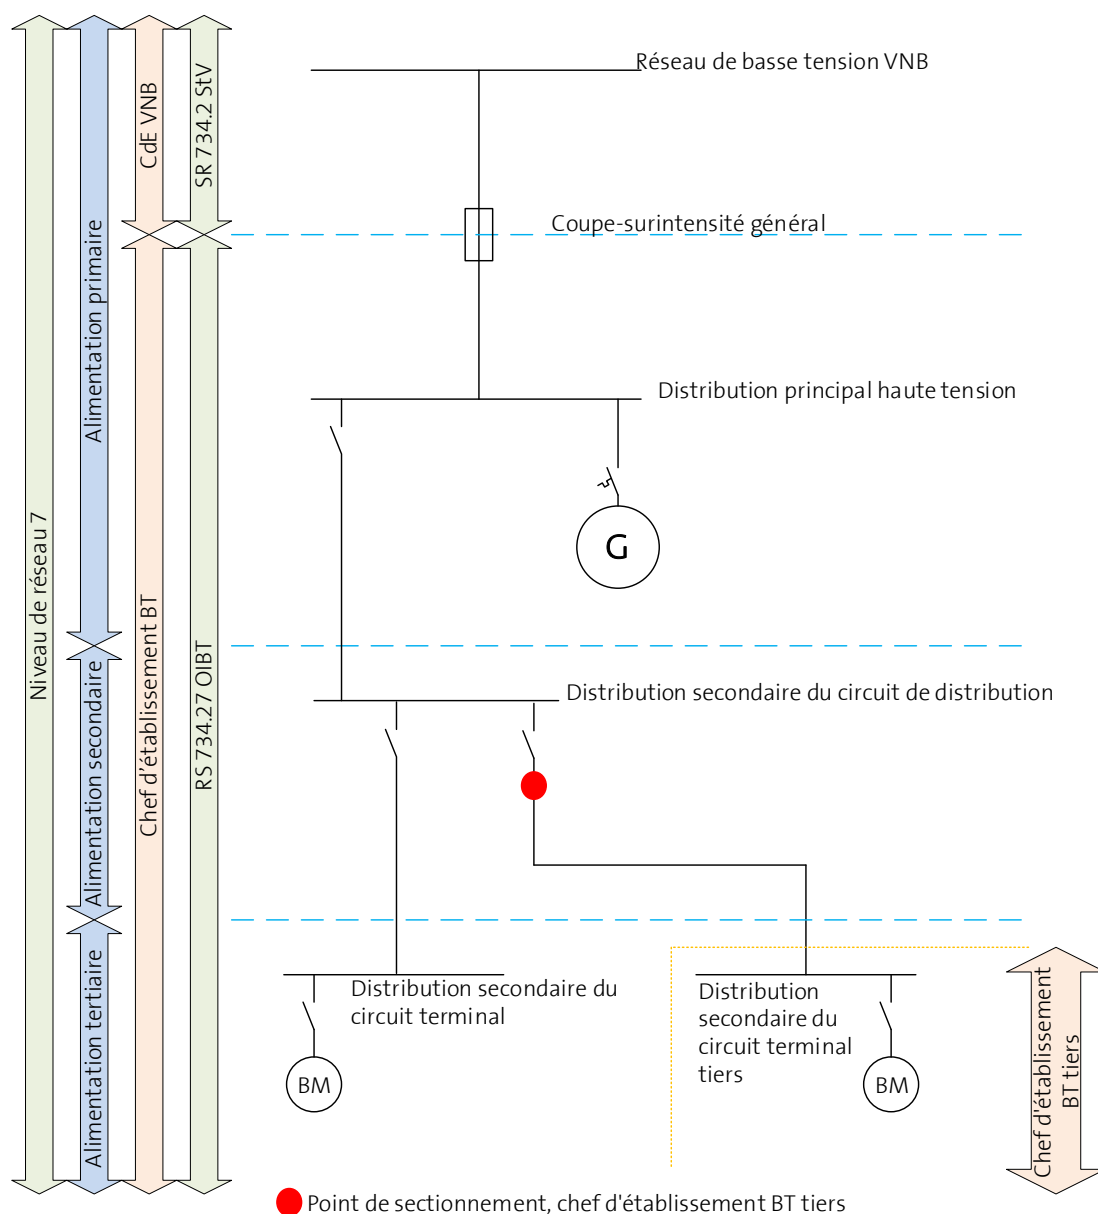 Réseau de basse tension VNB
CdE VNB
SR 734.2 StV
Coupe-surintensité général
Alimentation primaire
Distribution principal haute tension
G
Niveau de réseau 7
Chef d'établissement BT
RS 734.27 OIBT
Alimentation secondaire
Distribution secondaire du circuit de distribution
Alimentation tertiaire
Distribution secondaire du
circuit terminal
BM
Distribution
secondaire du
circuit terminal
tiers
BM
Chef d'établissement
BT tiers
Point de sectionnement, chef d'établissement BT tiers